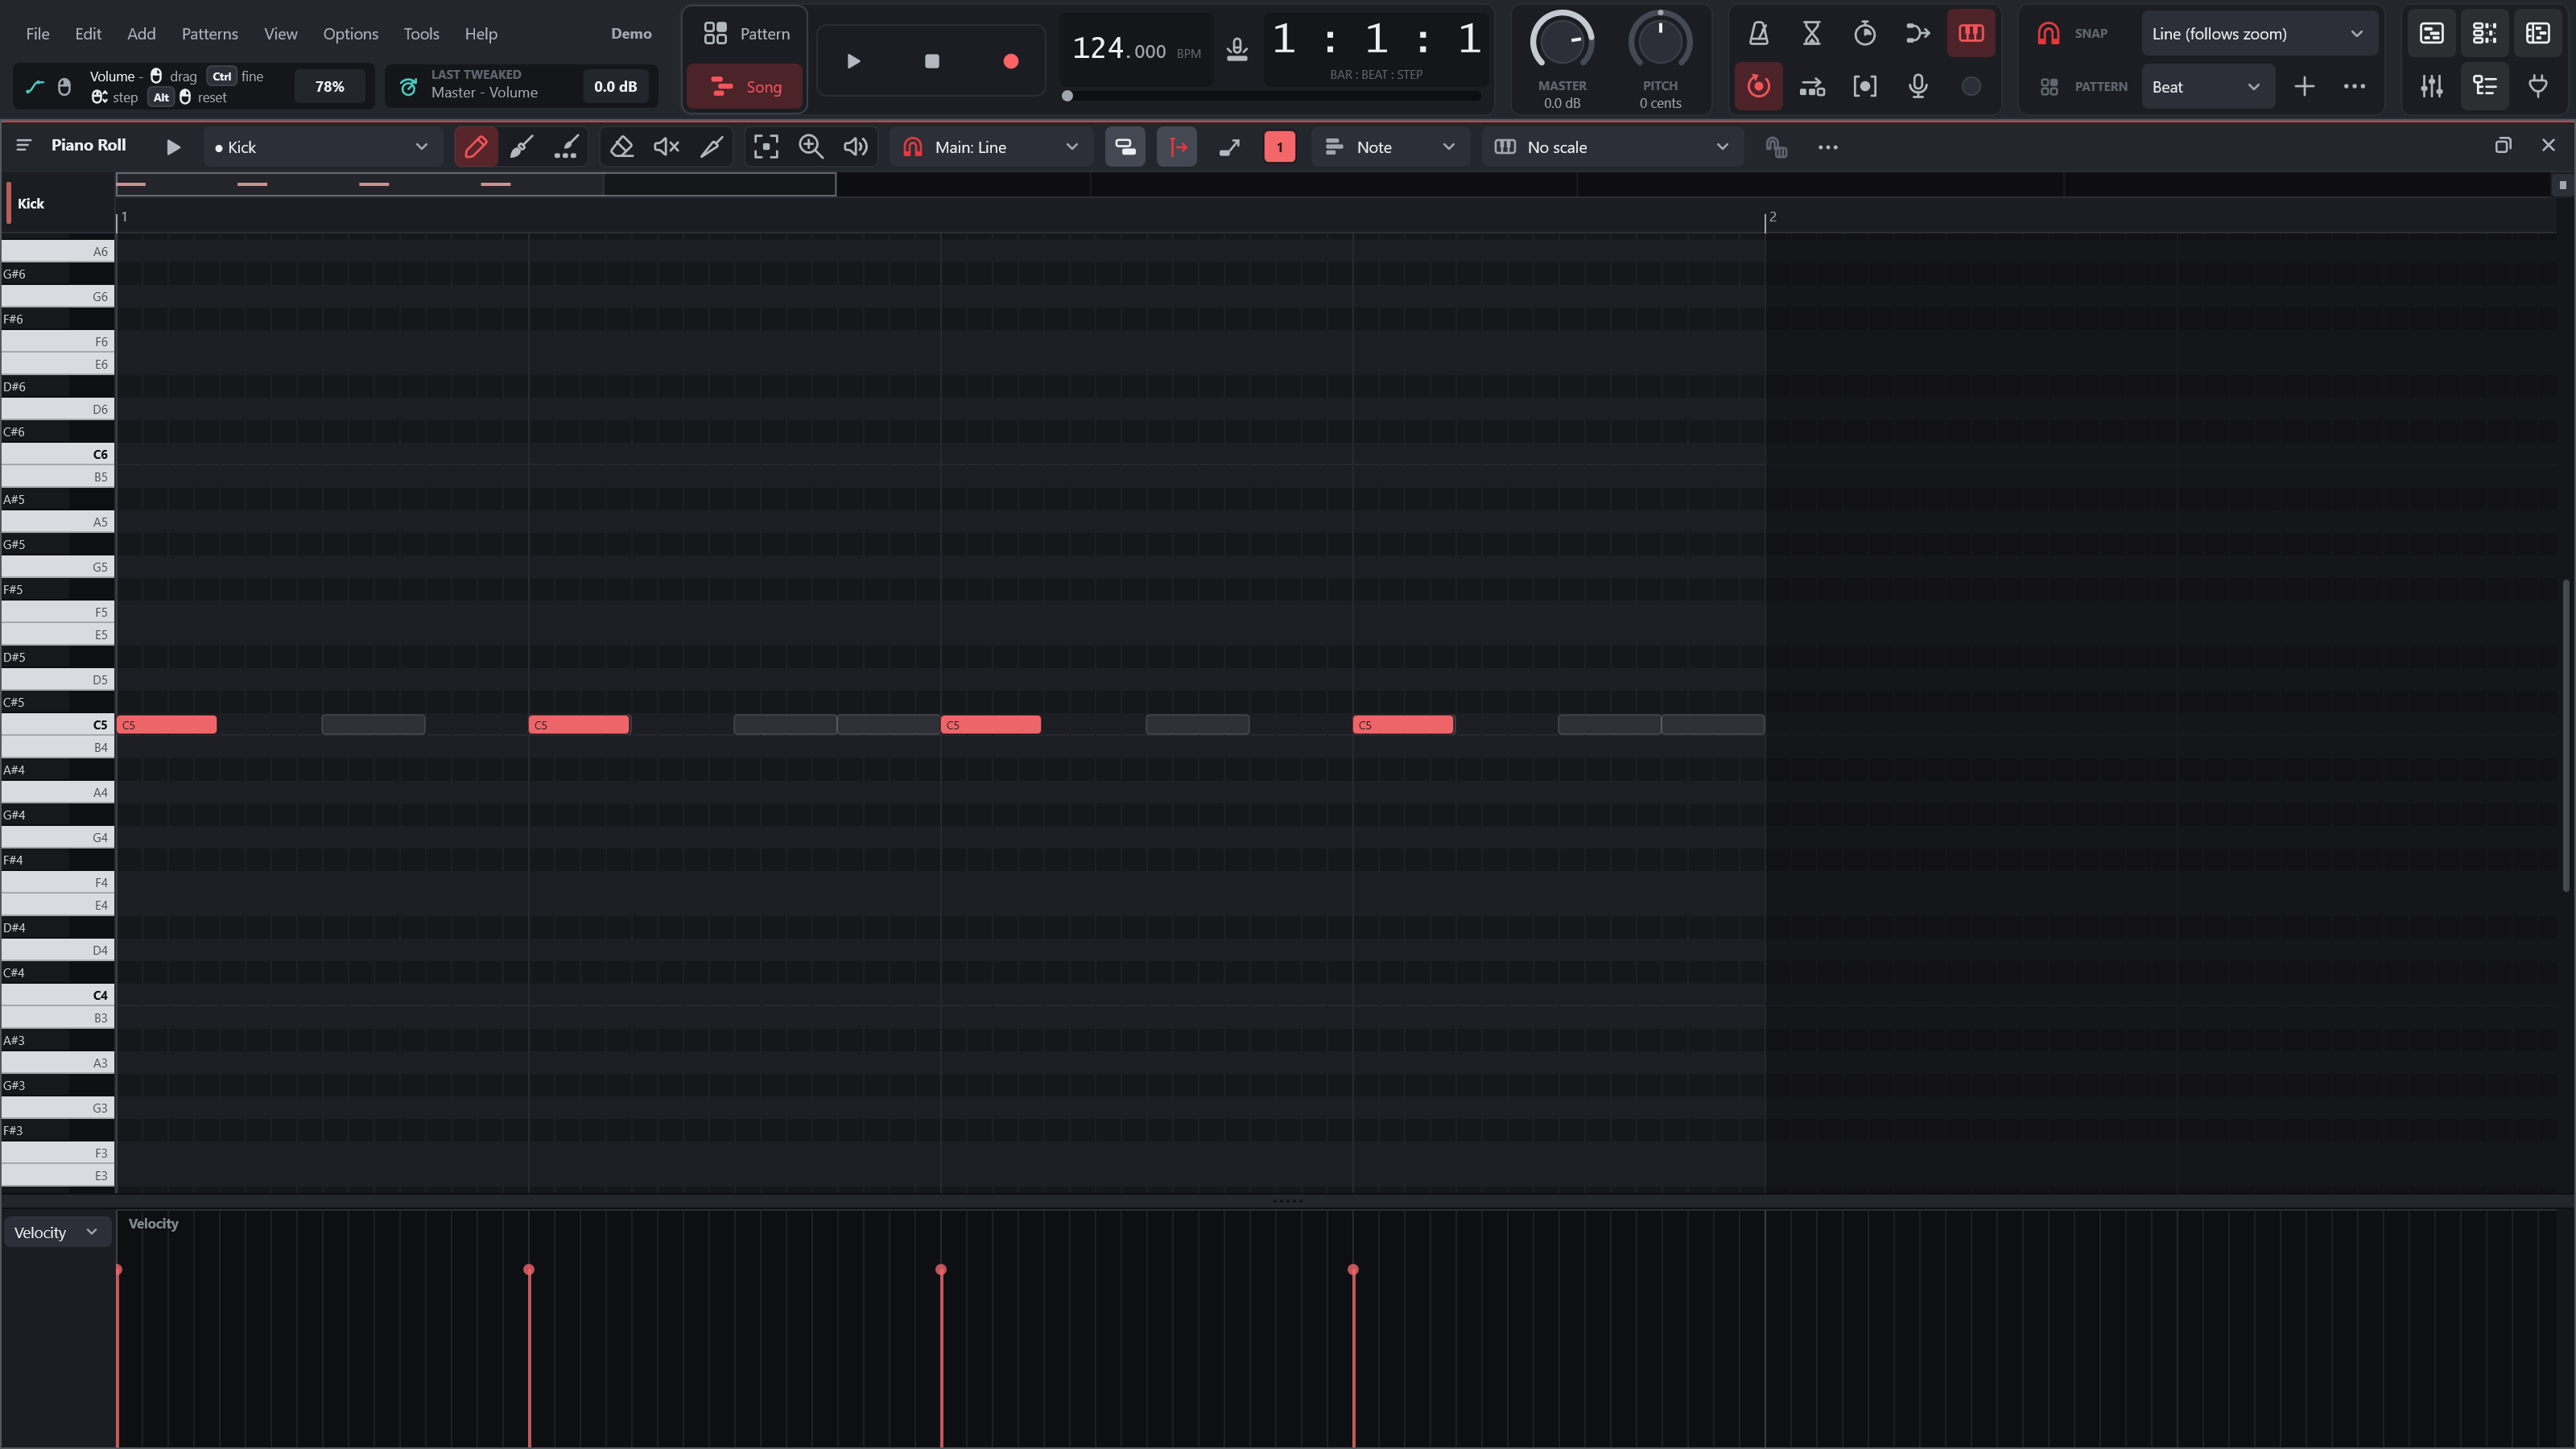 File Edit Add Patterns View Options Tools Help Demo
Volume - drag Ctrl fine
step Alt reset
78%
LAST TWEAKED
Master - Volume
0.0 dB
Pattern
Song
124.000 BPM
1 : 1 : 1
BAR : BEAT : STEP
MASTER
0.0 dB
PITCH
0 cents
SNAP
Line (follows zoom)
PATTERN
Beat
Piano Roll
Kick
Main: Line
1
Note
No scale
Kick
1
2
A6
G#6
G6
F#6
F6
E6
D#6
D6
C#6
C6
B5
A#5
A5
G#5
G5
F#5
F5
E5
D#5
D5
C#5
C5 C5 C5 C5 C5
B4
A#4
A4
G#4
G4
F#4
F4
E4
D#4
D4
C#4
C4
B3
A#3
A3
G#3
G3
F#3
F3
E3
Velocity
Velocity